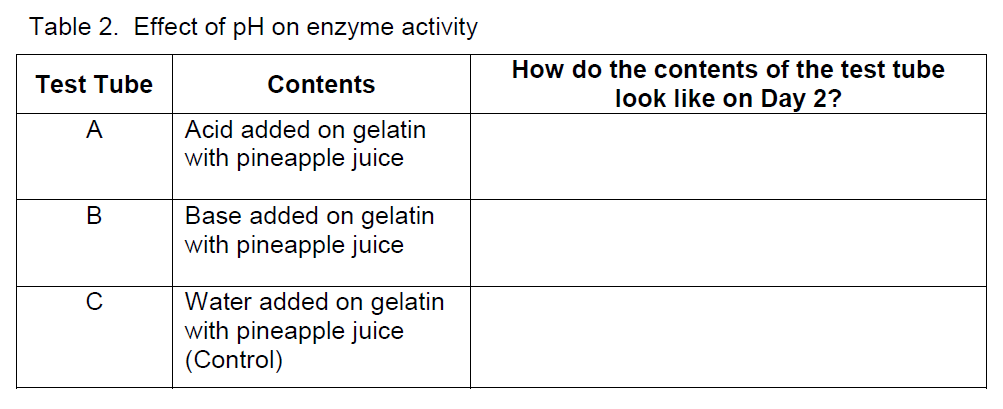 Table 2.  Effect of pH on enzyme activity
Test Tube
Contents
How do the contents of the test tube
look like on Day 2?
A
Acid added on gelatin
with pineapple juice
B
Base added on gelatin
with pineapple juice
C
Water added on gelatin
with pineapple juice
(Control)